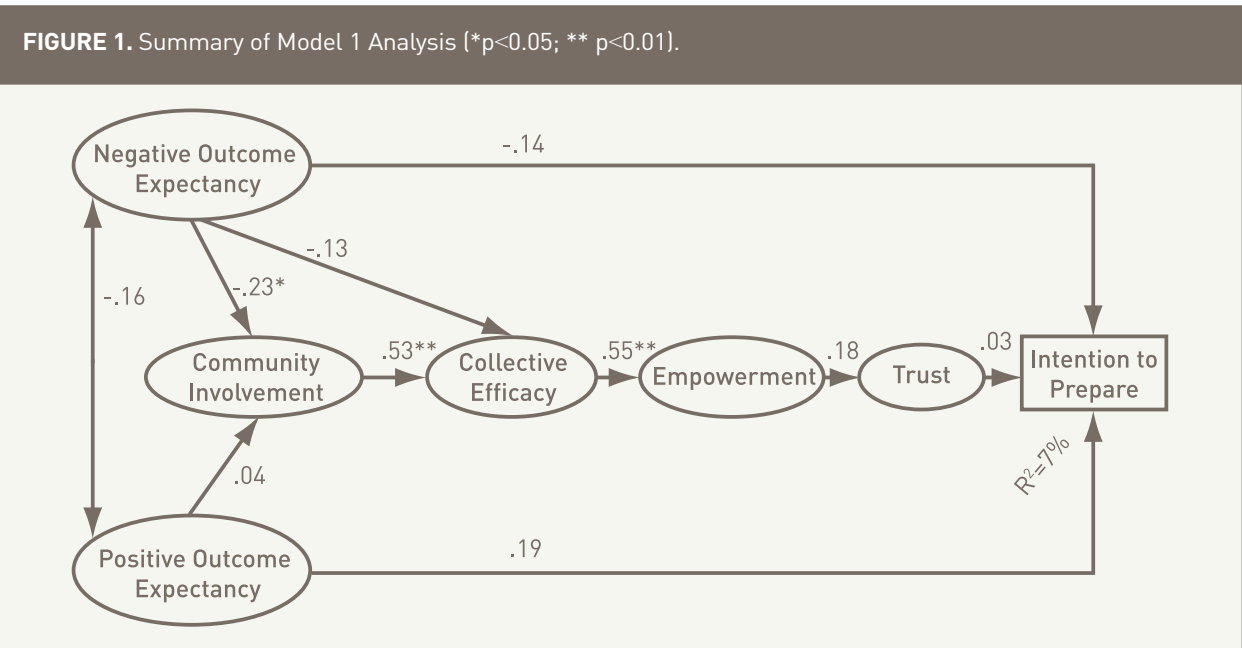 FIGURE 1. Summary of Model 1 Analysis (*p<0.05; ** p<0.01).
Negative Outcome
Expectancy
-.14
-.13
-.23*
-.16
Community
Involvement
.53**
Collective
Efficacy
.55**
Empowerment
.18
Trust
.03
Intention to
Prepare
R²=7%
.04
Positive Outcome
Expectancy
.19